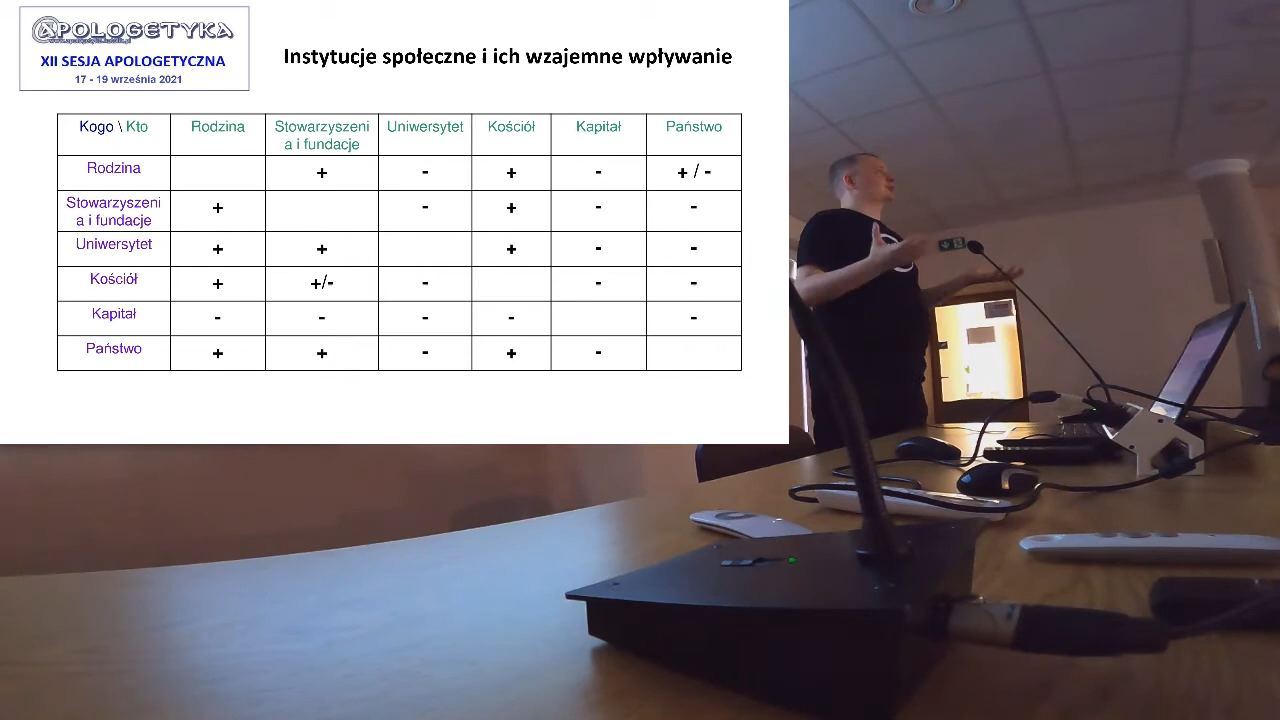 @POLOGETYKA
XII SESJA APOLOGETYCZNA
17 - 19 września 2021
Instytucje społeczne i ich wzajemne wpływanie
Kogo \ Kto Rodzina Stowarzyszeni Uniwersytet Kościół Kapitał Państwo
a i fundacje
Rodzina + - + - + / -
Stowarzyszeni + - + - -
a i fundacje
Uniwersytet + + + - -
Kościół + +/- - - -
Kapitał - - - - -
Państwo + + - + -